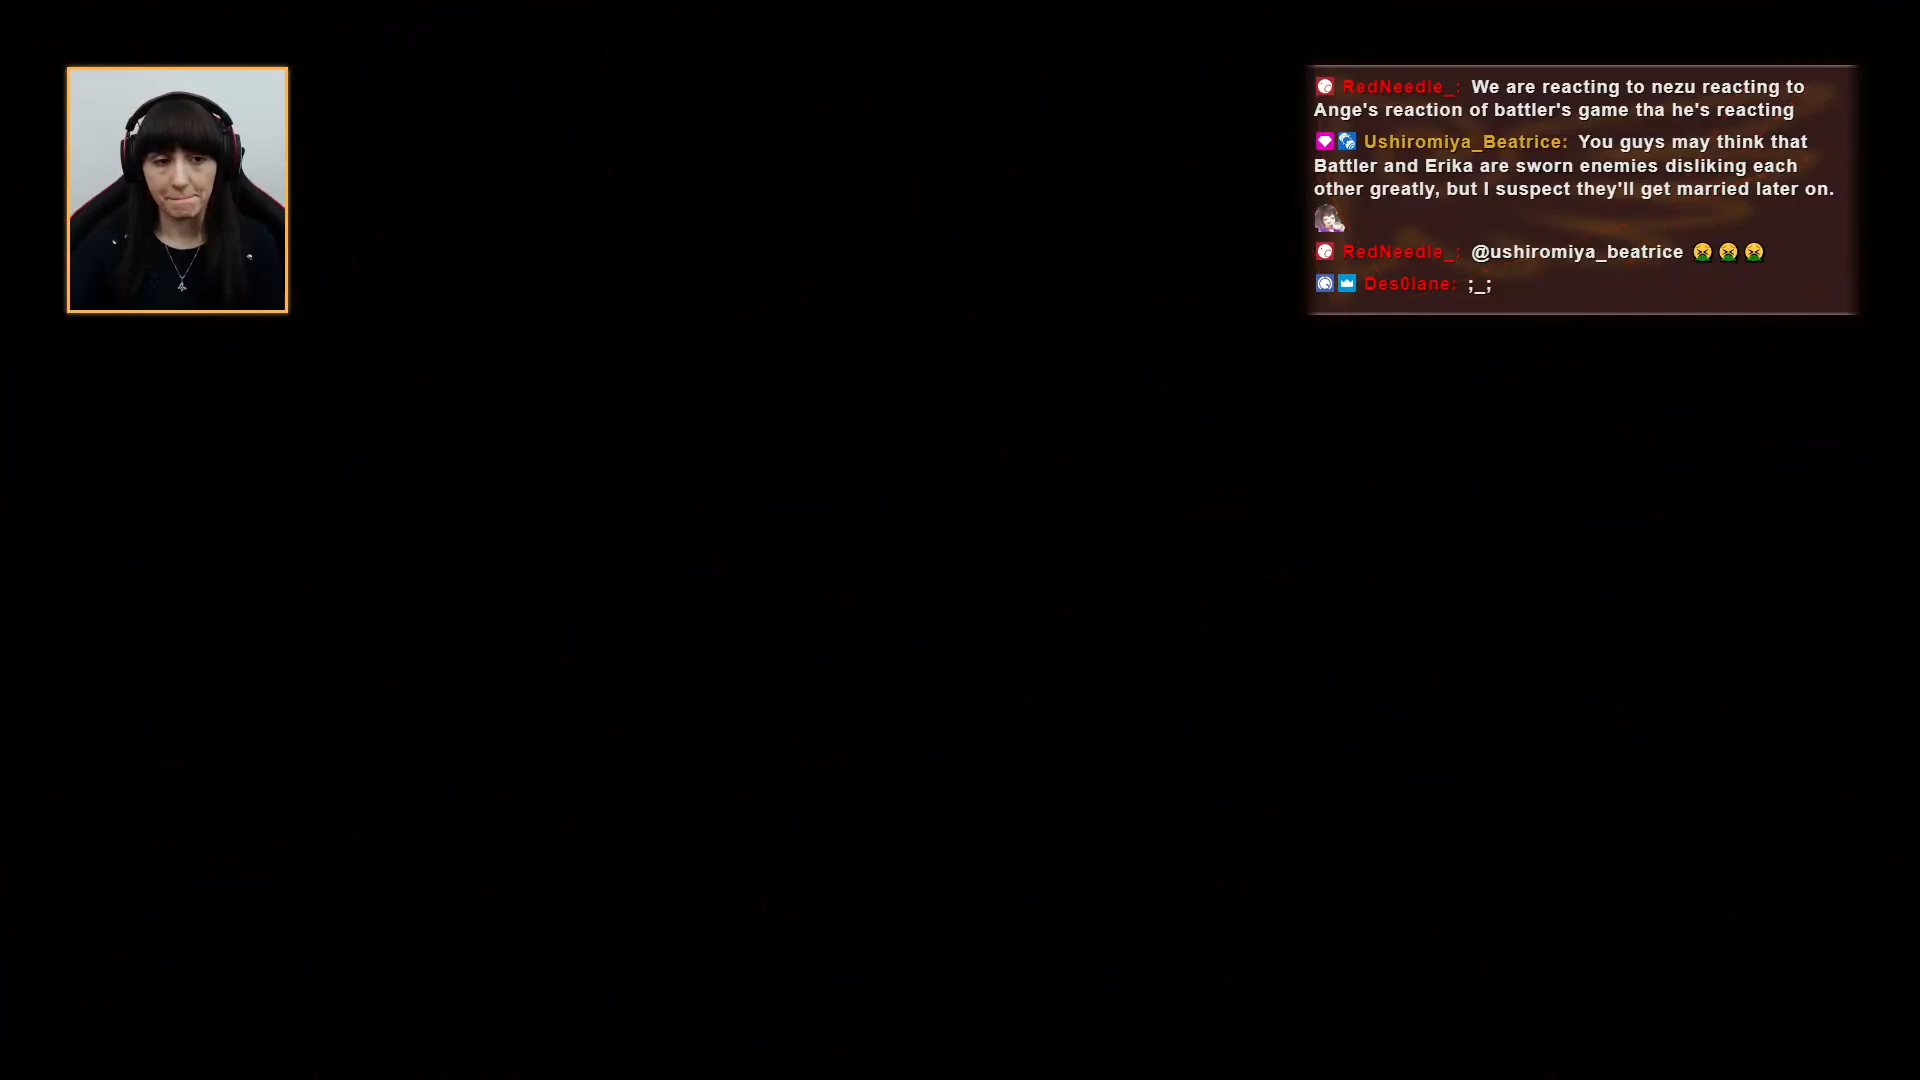 RedNeedle_: We are reacting to nezu reacting to
Ange's reaction of battler's game tha he's reacting
Ushiromiya_Beatrice: You guys may think that
Battler and Erika are sworn enemies disliking each
other greatly, but I suspect they'll get married later on.
RedNeedle_: @ushiromiya_beatrice 🤮🤮🤮
Des0lane: ;_;